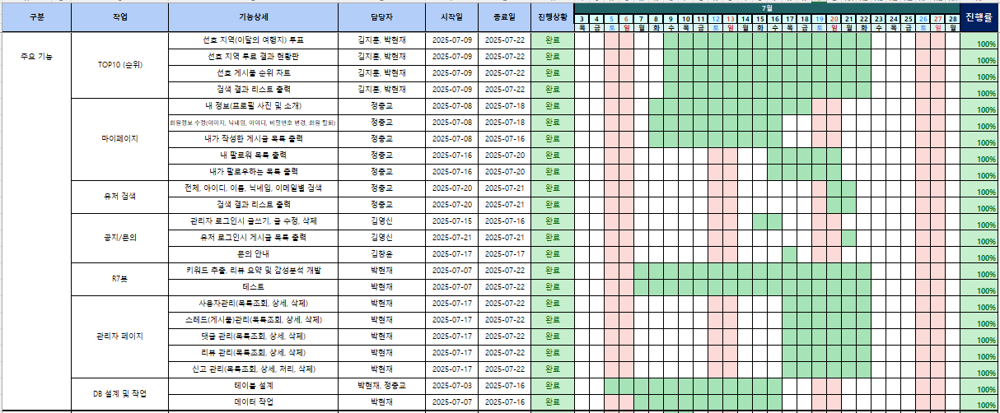 구분 작업 기능상세 담당자 시작일 종료일 진행상황 7월 진행률
3 4 5 6 7 8 9 10 11 12 13 14 15 16 17 18 19 20 21 22 23 24 25 26 27 28
목 금 토 일 월 화 수 목 금 토 일 월 화 수 목 금 토 일 월 화 수 목 금 토 일 월
주요 기능 TOP10 (순위) 선호 지역(이달의 여행지) 투표 김지훈, 박현재 2025-07-09 2025-07-22 완료 100%
선호 지역 투표 결과 현황판 김지훈, 박현재 2025-07-09 2025-07-22 완료 100%
선호 게시물 순위 차트 김지훈, 박현재 2025-07-09 2025-07-22 완료 100%
검색 결과 리스트 출력 김지훈, 박현재 2025-07-09 2025-07-22 완료 100%
마이페이지 내 정보(프로필 사진 및 소개) 정충교 2025-07-08 2025-07-18 완료 100%
회원정보 수정(이미지, 닉네임, 아이디, 비밀번호 변경, 회원 탈퇴) 정충교 2025-07-08 2025-07-18 완료 100%
내가 작성한 게시글 목록 출력 정충교 2025-07-08 2025-07-16 완료 100%
내 팔로워 목록 출력 정충교 2025-07-16 2025-07-20 완료 100%
내가 팔로우하는 목록 출력 정충교 2025-07-16 2025-07-20 완료 100%
유저 검색 전체, 아이디, 이름, 닉네임, 이메일별 검색 정충교 2025-07-20 2025-07-21 완료 100%
검색 결과 리스트 출력 정충교 2025-07-20 2025-07-21 완료 100%
공지/문의 관리자 로그인시 글쓰기, 글 수정, 삭제 김영신 2025-07-15 2025-07-16 완료 100%
유저 로그인시 게시글 목록 출력 김영신 2025-07-21 2025-07-21 완료 100%
문의 안내 김창윤 2025-07-17 2025-07-17 완료 100%
R7봇 키워드 추출, 리뷰 요약 및 감성분석 개발 박현재 2025-07-07 2025-07-22 완료 100%
테스트 박현재 2025-07-07 2025-07-22 완료 100%
관리자 페이지 사용자관리(목록조회, 상세, 삭제) 박현재 2025-07-17 2025-07-22 완료 100%
스레드(게시물)관리(목록조회, 상세, 삭제) 박현재 2025-07-17 2025-07-22 완료 100%
댓글 관리(목록조회, 상세, 삭제) 박현재 2025-07-17 2025-07-22 완료 100%
리뷰 관리(목록조회, 상세, 삭제) 박현재 2025-07-17 2025-07-22 완료 100%
신고 관리(목록조회, 상세, 처리, 삭제) 박현재 2025-07-17 2025-07-22 완료 100%
DB 설계 및 작업 테이블 설계 박현재, 정충교 2025-07-03 2025-07-16 완료 100%
데이터 작업 박현재 2025-07-07 2025-07-16 완료 100%